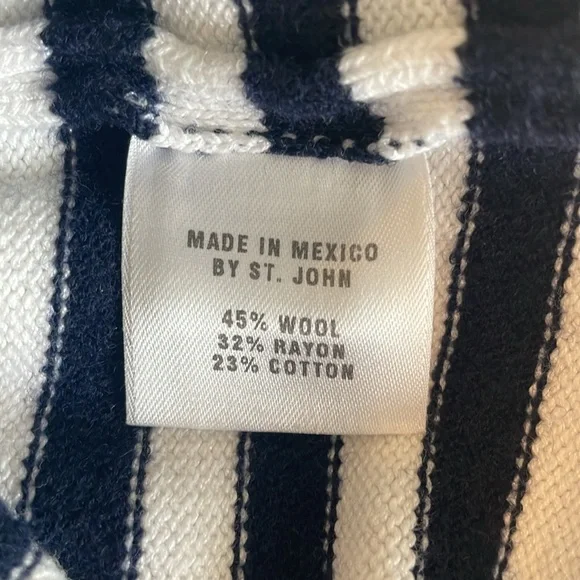 MADE IN MEXICO
BY ST. JOHN
45% WOOL
32% RAYON
23% COTTON